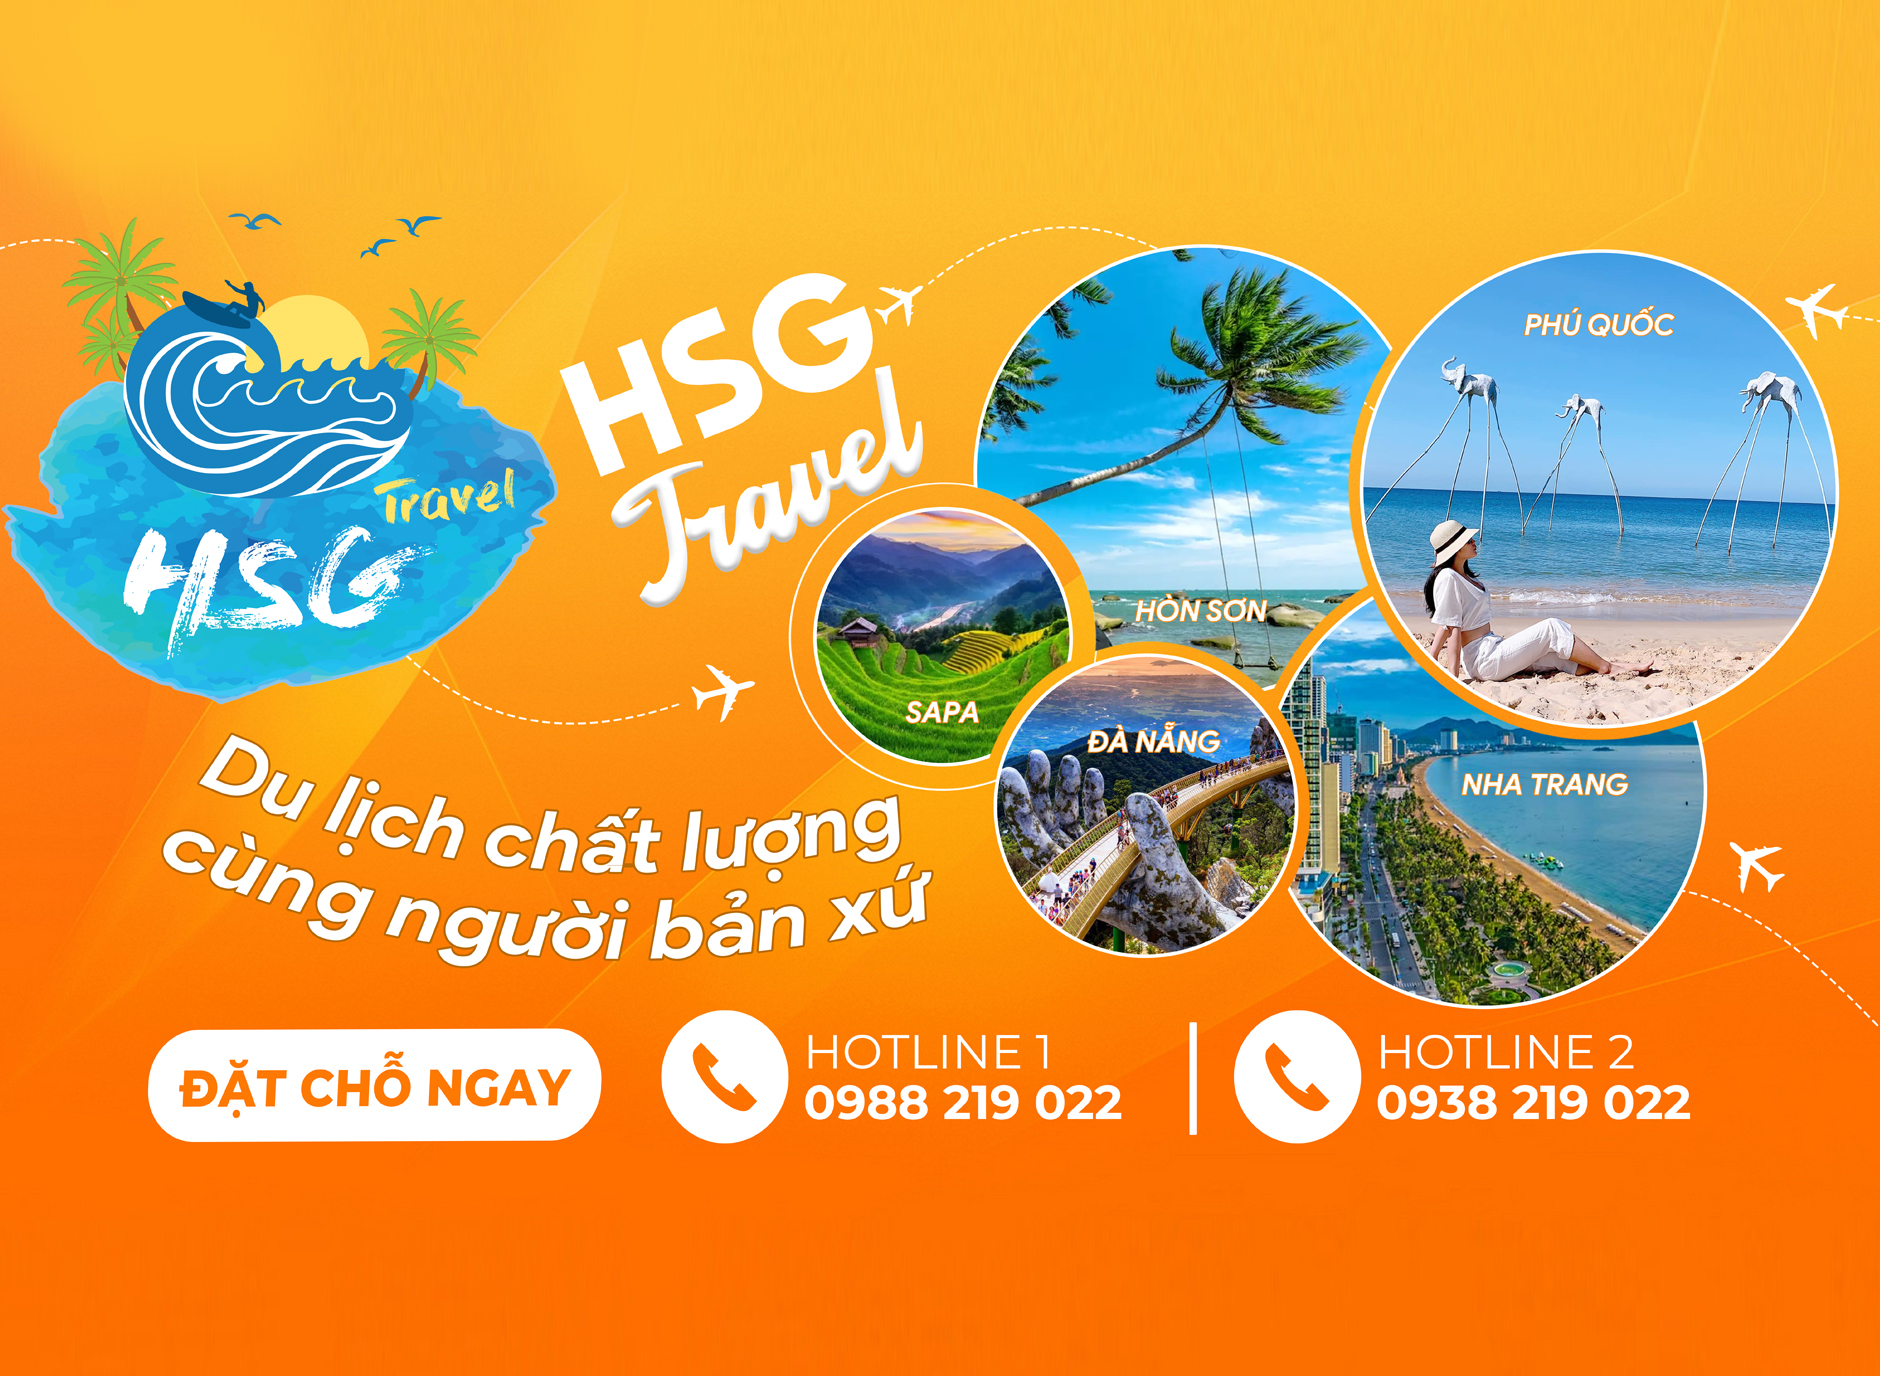 Travel
HSG
HSG
Travel
PHÚ QUỐC
HÒN SƠN
SAPA
ĐÀ NẴNG
NHA TRANG
Du lịch chất lượng
cùng người bản xứ
ĐẶT CHỖ NGAY
HOTLINE 1
0988 219 022
HOTLINE 2
0938 219 022